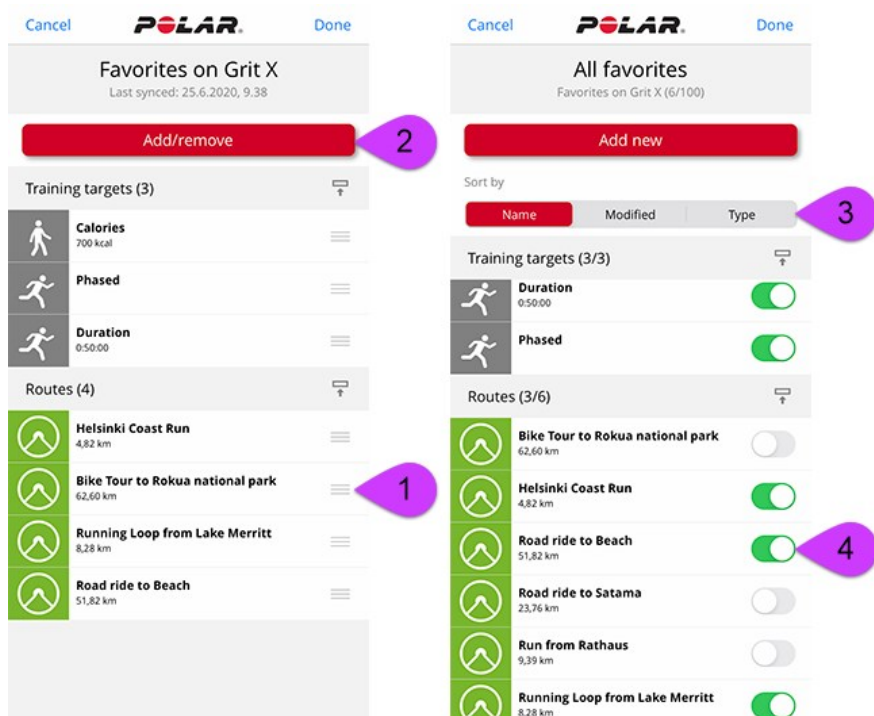 Cancel
POLAR.
Done
Favorites on Grit X
Last synced: 25.6.2020, 9.38
Add/remove
2
Training targets (3)
Calories
700 kcal
Phased
Duration
0:50:00
Routes (4)
Helsinki Coast Run
4,82 km
Bike Tour to Rokua national park
62,60 km
1
Running Loop from Lake Merritt
8,28 km
Road ride to Beach
51,82 km
Cancel
POLAR.
Done
All favorites
Favorites on Grit X (6/100)
Add new
Sort by
Name
Modified
Type
3
Training targets (3/3)
Duration
0:50:00
Phased
Routes (3/6)
Bike Tour to Rokua national park
62,60 km
Helsinki Coast Run
4,82 km
Road ride to Beach
51,82 km
4
Road ride to Satama
23,76 km
Run from Rathaus
9,39 km
Running Loop from Lake Merritt
8,28 km